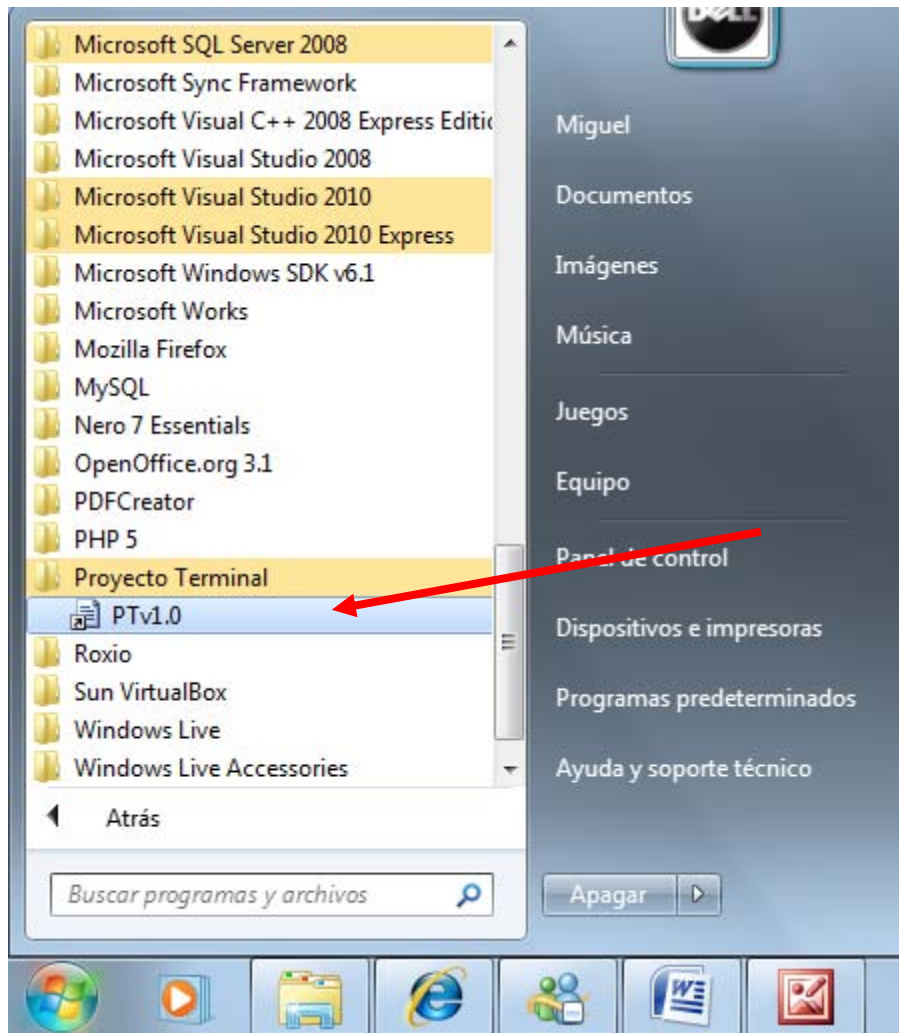 Microsoft SQL Server 2008
Microsoft Sync Framework
Microsoft Visual C++ 2008 Express Editic
Microsoft Visual Studio 2008
Microsoft Visual Studio 2010
Microsoft Visual Studio 2010 Express
Microsoft Windows SDK v6.1
Microsoft Works
Mozilla Firefox
MySQL
Nero 7 Essentials
OpenOffice.org 3.1
PDFCreator
PHP 5
Proyecto Terminal
PTv1.0
Roxio
Sun VirtualBox
Windows Live
Windows Live Accessories
Atrás
Buscar programas y archivos
DELL
Miguel
Documentos
Imágenes
Música
Juegos
Equipo
Panel de control
Dispositivos e impresoras
Programas predeterminados
Ayuda y soporte técnico
Apagar
W